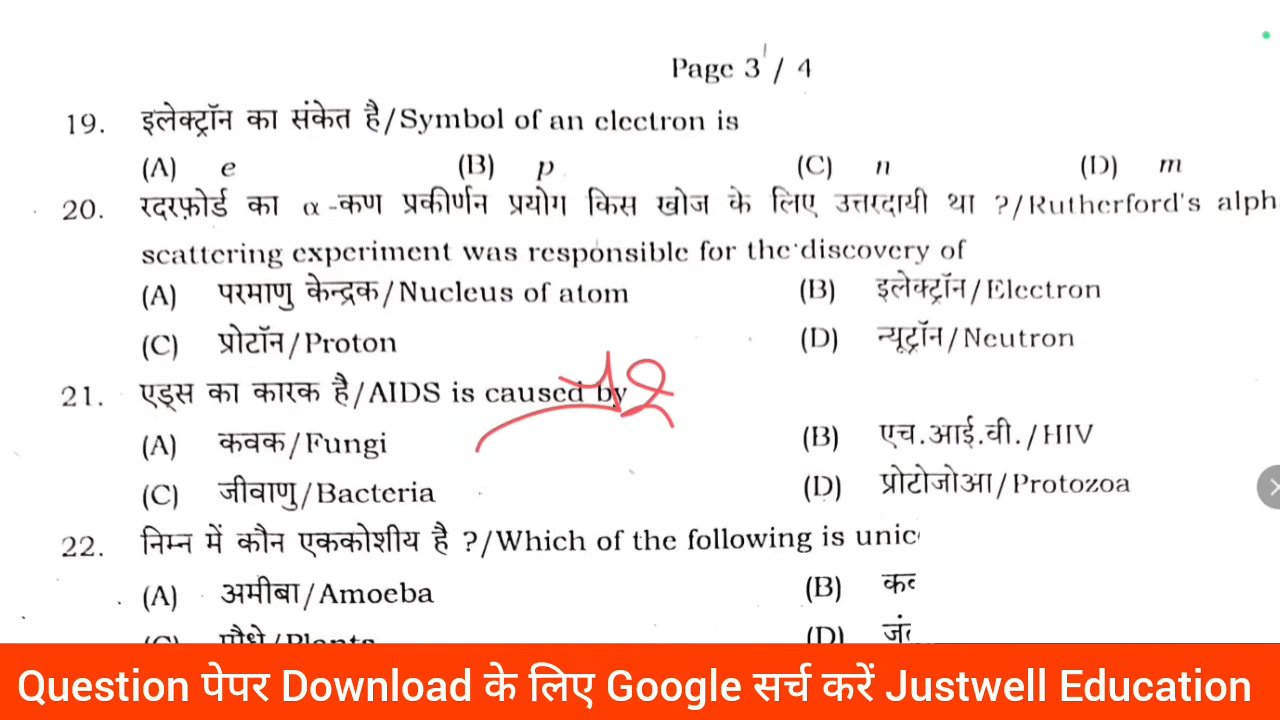 Page 3 / 4
19. इलेक्ट्रॉन का संकेत है/Symbol of an electron is
(A) e (B) p (C) n (D) m
20. रदरफ़ोर्ड का α-कण प्रकीर्णन प्रयोग किस खोज के लिए उत्तरदायी था ?/Rutherford's alph
scattering experiment was responsible for the discovery of
(A) परमाणु केन्द्रक/Nucleus of atom (B) इलेक्ट्रॉन/Electron
(C) प्रोटॉन/Proton (D) न्यूट्रॉन/Neutron
21. एड्स का कारक है/AIDS is caused by
(A) कवक/Fungi (B) एच.आई.वी./HIV
(C) जीवाणु/Bacteria (D) प्रोटोजोआ/Protozoa
22. निम्न में कौन एककोशीय है ?/Which of the following is unic
(A) अमीबा/Amoeba (B)
(C) पौधे/Plants (D)
Question पेपर Download के लिए Google सर्च करें Justwell Education